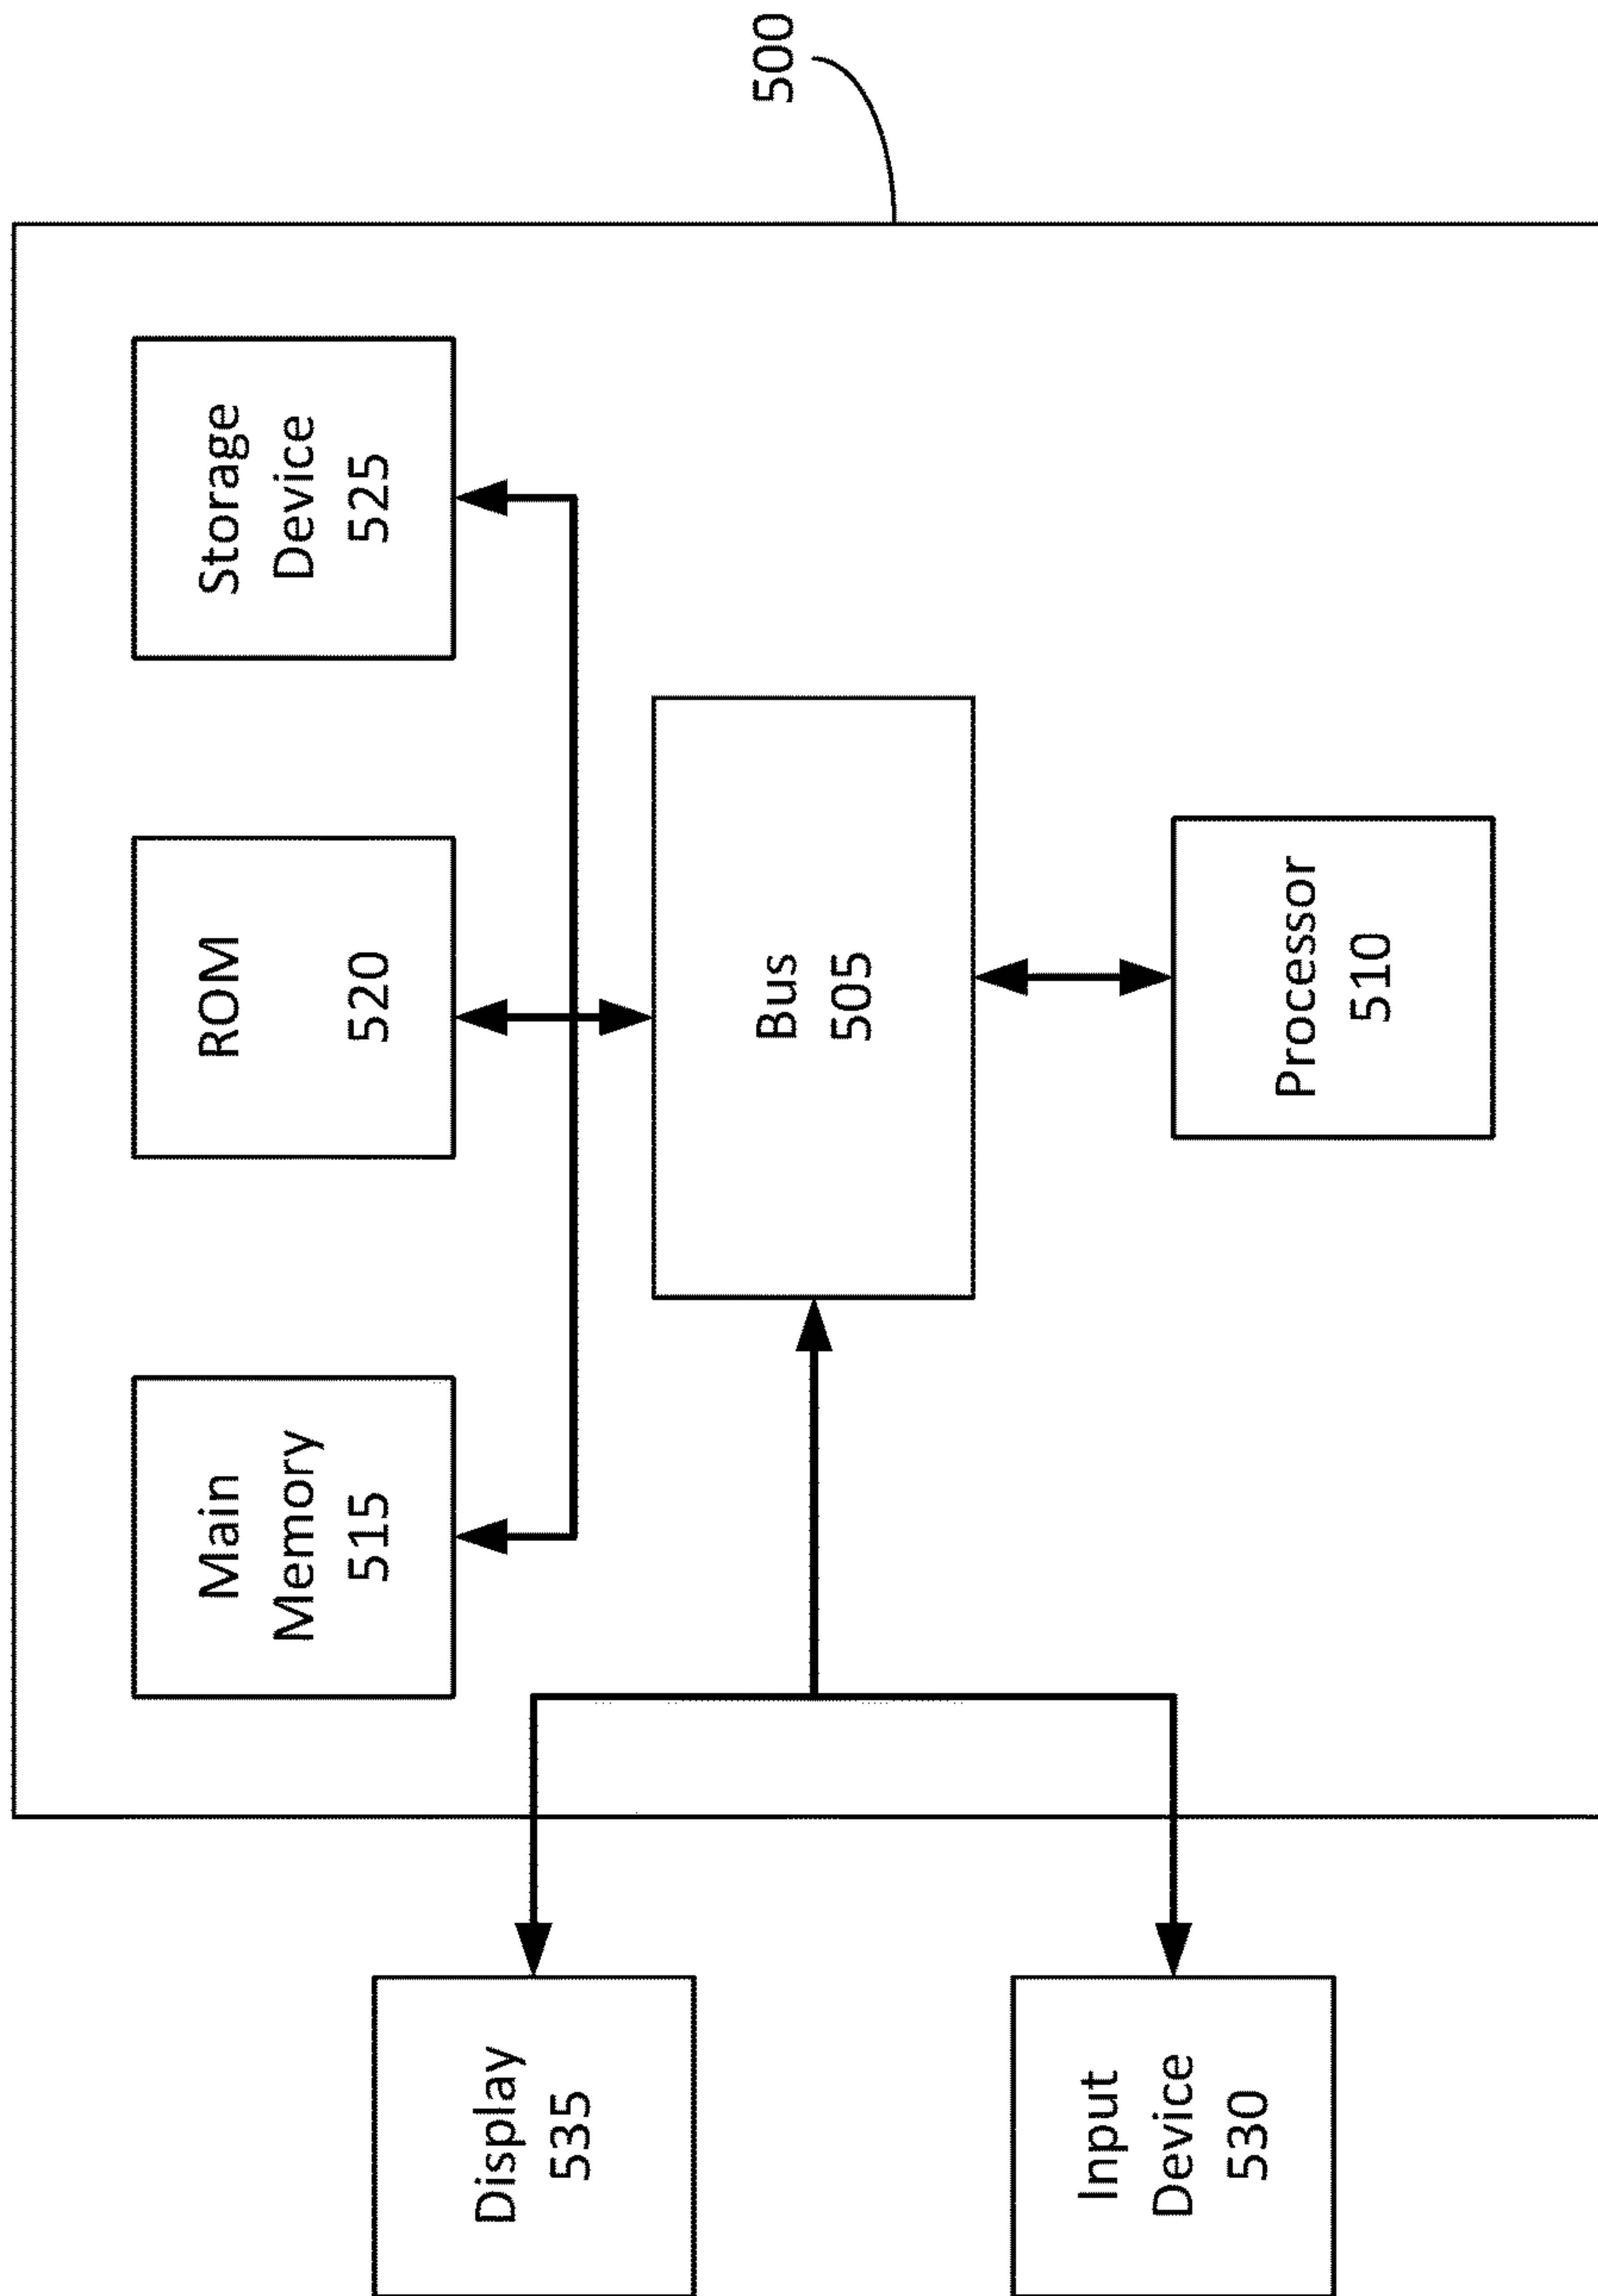 500
Main
Memory
515
ROM
520
Storage
Device
525
Display
535
Bus
505
Input
Device
530
Processor
510